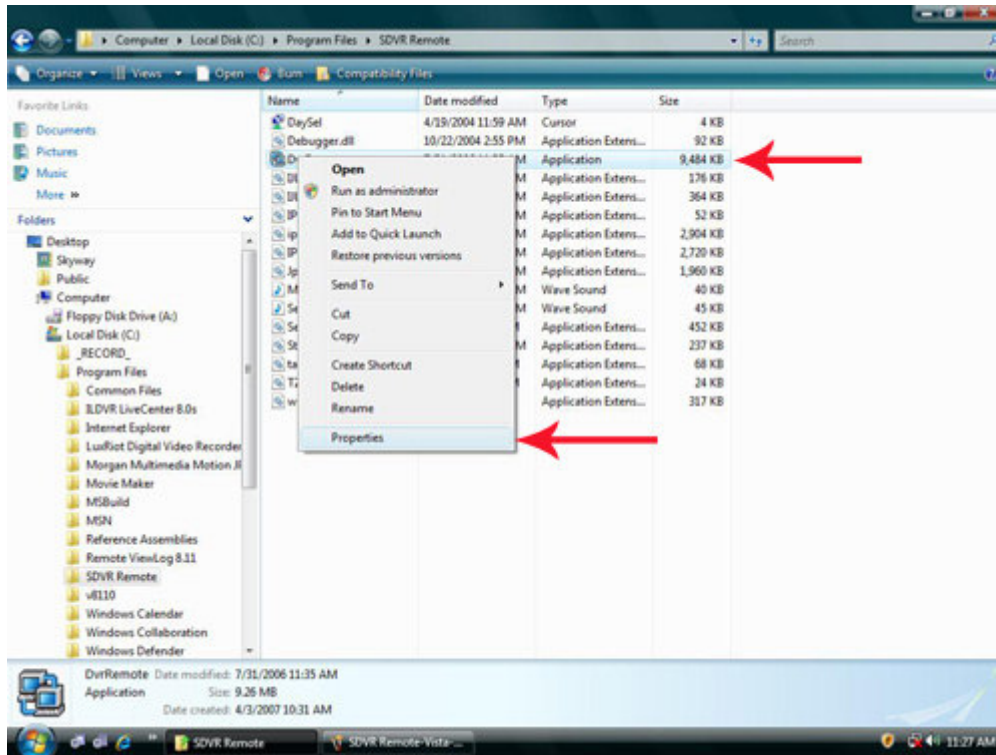 Computer ▸ Local Disk (C:) ▸ Program Files ▸ SDVR Remote
Search
Organize Views Open Burn Compatibility Files
Favorite Links
Documents
Pictures
Music
More »
Folders
Desktop
Skyway
Public
Computer
Floppy Disk Drive (A:)
Local Disk (C:)
_RECORD_
Program Files
Common Files
ILDVR LiveCenter 8.0s
Internet Explorer
LuxRiot Digital Video Recorder
Morgan Multimedia Motion
Movie Maker
MSBuild
MSN
Reference Assemblies
Remote ViewLog 8.11
SDVR Remote
v8110
Windows Calendar
Windows Collaboration
Windows Defender
Name Date modified Type Size
DaySel 4/19/2004 11:59 AM Cursor 4 KB
Debugger.dll 10/22/2004 2:55 PM Application Extens... 92 KB
Application 9,484 KB
M Application Extens... 176 KB
M Application Extens... 364 KB
IP M Application Extens... 52 KB
ip M Application Extens... 2,904 KB
IP M Application Extens... 2,720 KB
M Application Extens... 1,960 KB
M M Wave Sound 40 KB
Se M Wave Sound 45 KB
Se Application Extens... 452 KB
St M Application Extens... 237 KB
ta Application Extens... 68 KB
T2 Application Extens... 24 KB
w Application Extens... 317 KB
Open
Run as administrator
Pin to Start Menu
Add to Quick Launch
Restore previous versions
Send To
Cut
Copy
Create Shortcut
Delete
Rename
Properties
DvrRemote Date modified: 7/31/2006 11:35 AM
Application Size: 9.26 MB
Date created: 4/3/2007 10:31 AM
SDVR Remote
SDVR Remote-Vista-...
11:27 AM